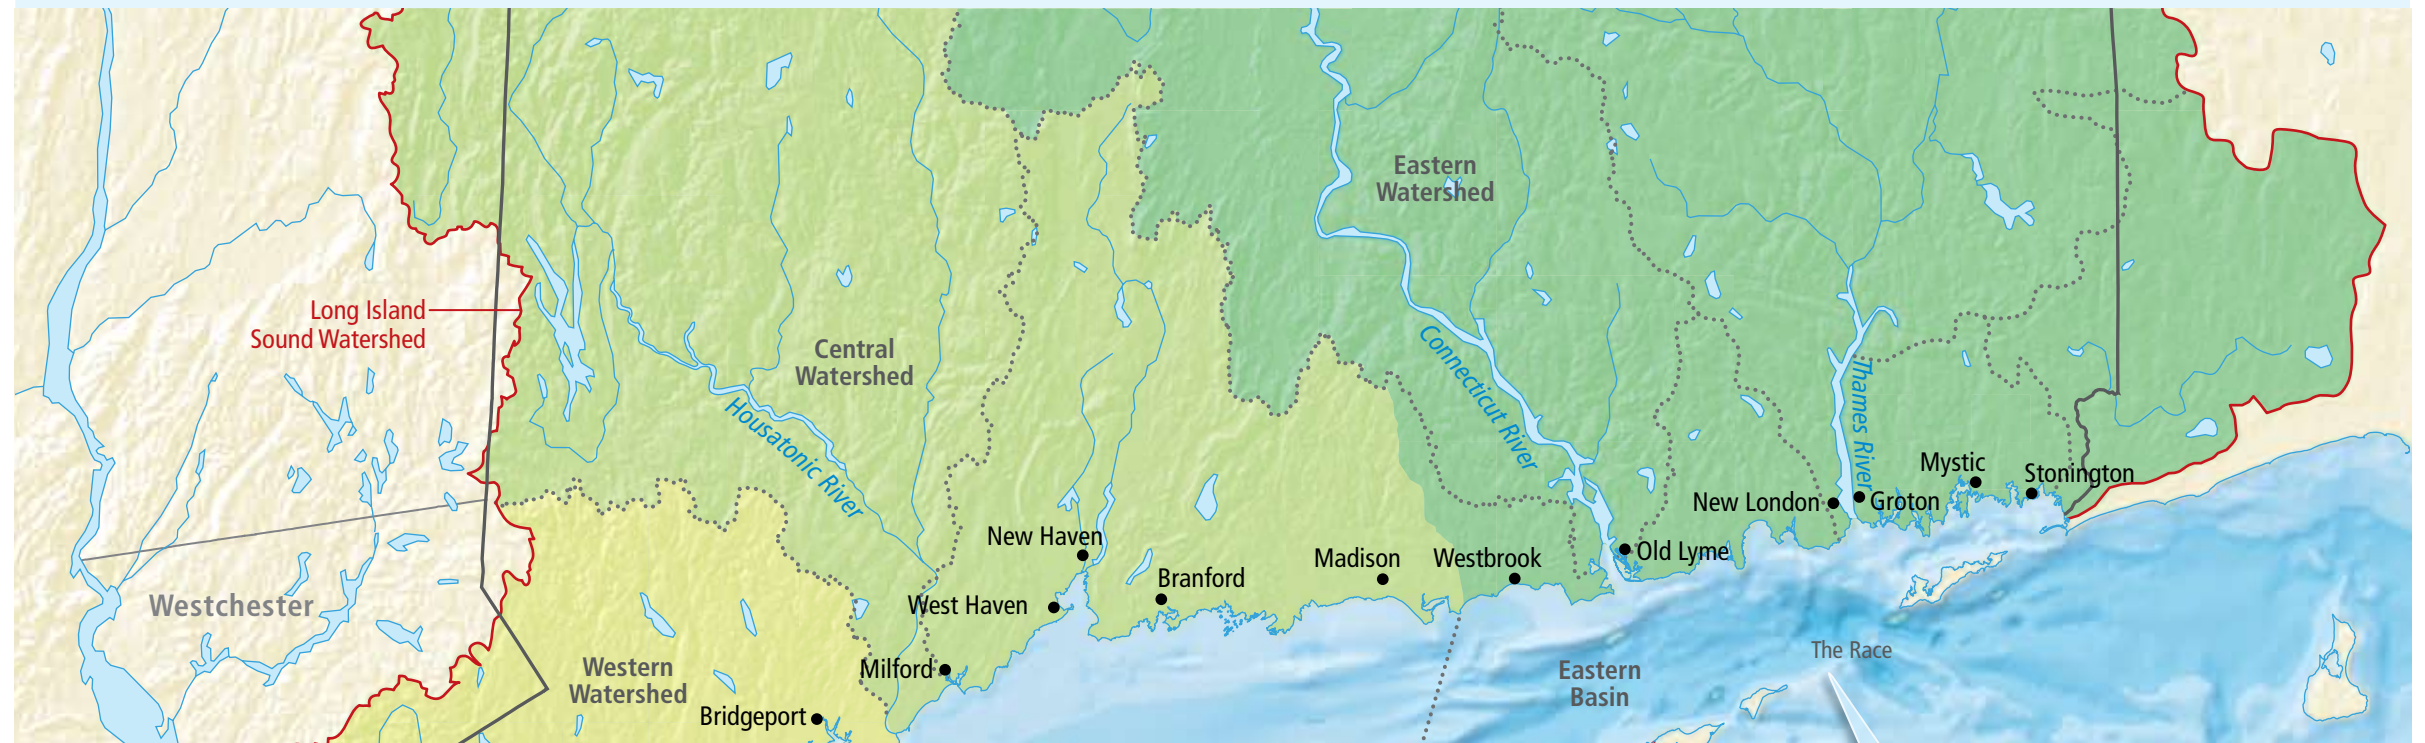 Eastern
Watershed
Long Island
Sound Watershed
Central
Watershed
Connecticut River
Thames River
Housatonic River
Mystic
Stonington
New London
Groton
New Haven
Madison
Westbrook
Old Lyme
Branford
Westchester
West Haven
The Race
Western
Watershed
Milford
Eastern
Basin
Bridgeport